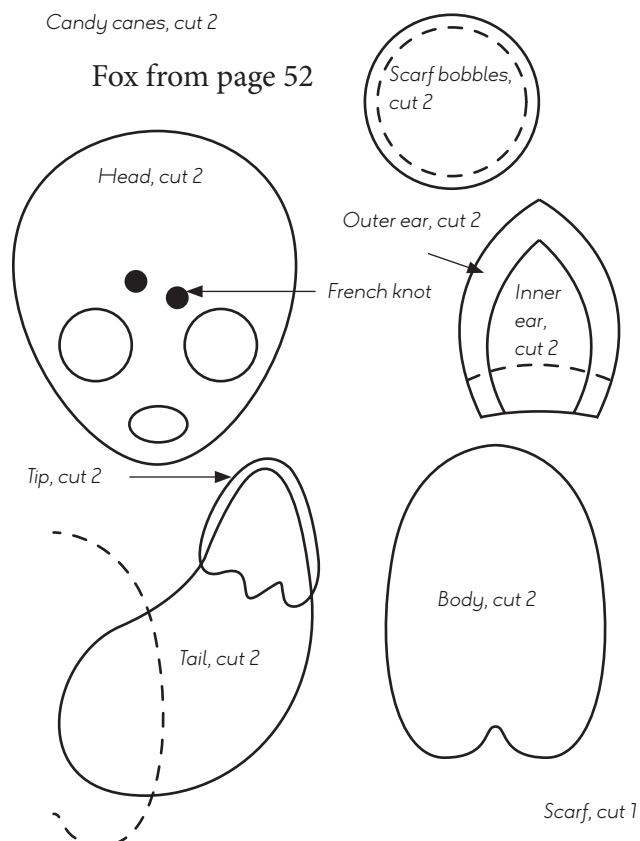 Candy canes, cut 2
Fox from page 52
Scarf bobbles,
cut 2
Head, cut 2
Outer ear, cut 2
French knot
Inner
ear,
cut 2
Tip, cut 2
Body, cut 2
Tail, cut 2
Scarf, cut 1